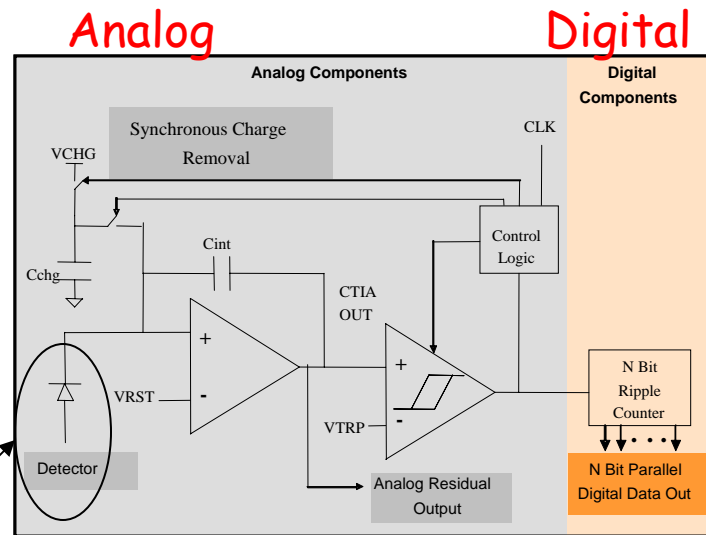 Analog
Digital
Analog Components
Digital
Components
Synchronous Charge
Removal
CLK
VCHG
Control
Logic
Cint
Cchg
CTIA
OUT
+
+
N Bit
Ripple
Counter
VRST
-
VTRP
-
Detector
Analog Residual
Output
N Bit Parallel
Digital Data Out